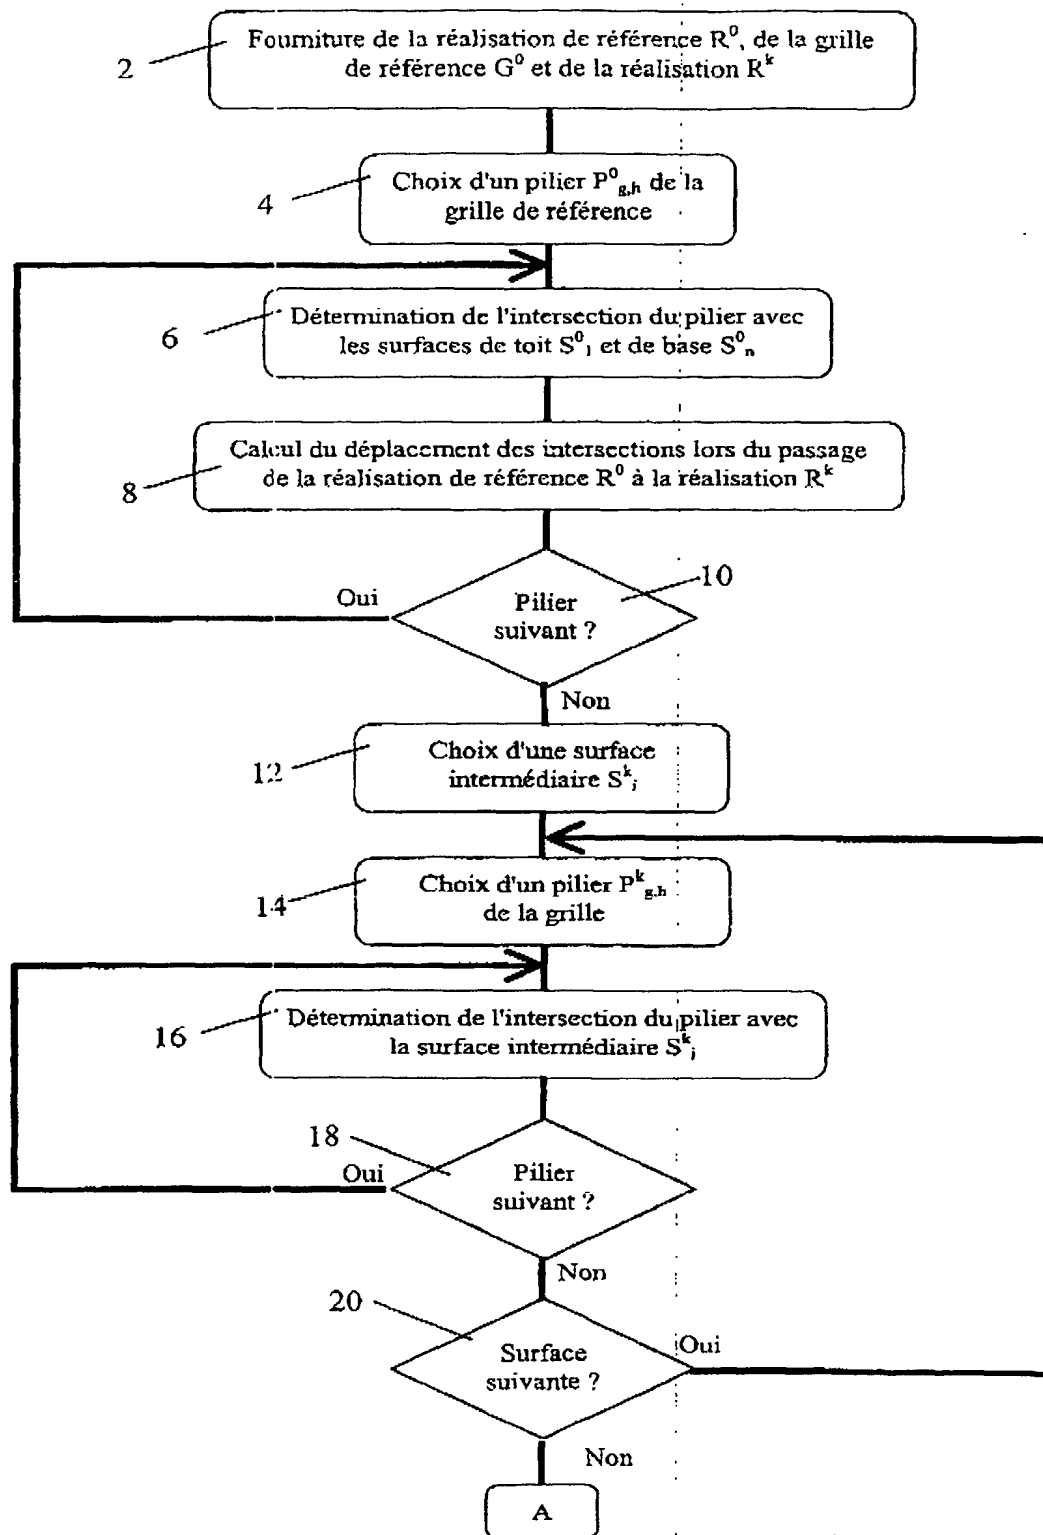 Fourniture de la réalisation de référence R⁰, de la grille
de référence G⁰ et de la réalisation Rᵏ
2
Choix d'un pilier P⁰g,h de la
grille de référence
4
Détermination de l'intersection du pilier avec
les surfaces de toit S⁰₁ et de base S⁰ₙ
6
Calcul du déplacement des intersections lors du passage
de la réalisation de référence R⁰ à la réalisation Rᵏ
8
10
Oui
Pilier
suivant ?
Non
Choix d'une surface
intermédiaire Sᵏⱼ
12
Choix d'un pilier Pᵏg,h
de la grille
14
Détermination de l'intersection du pilier avec
la surface intermédiaire Sᵏⱼ
16
18
Oui
Pilier
suivant ?
Non
20
Surface
suivante ?
Oui
Non
A